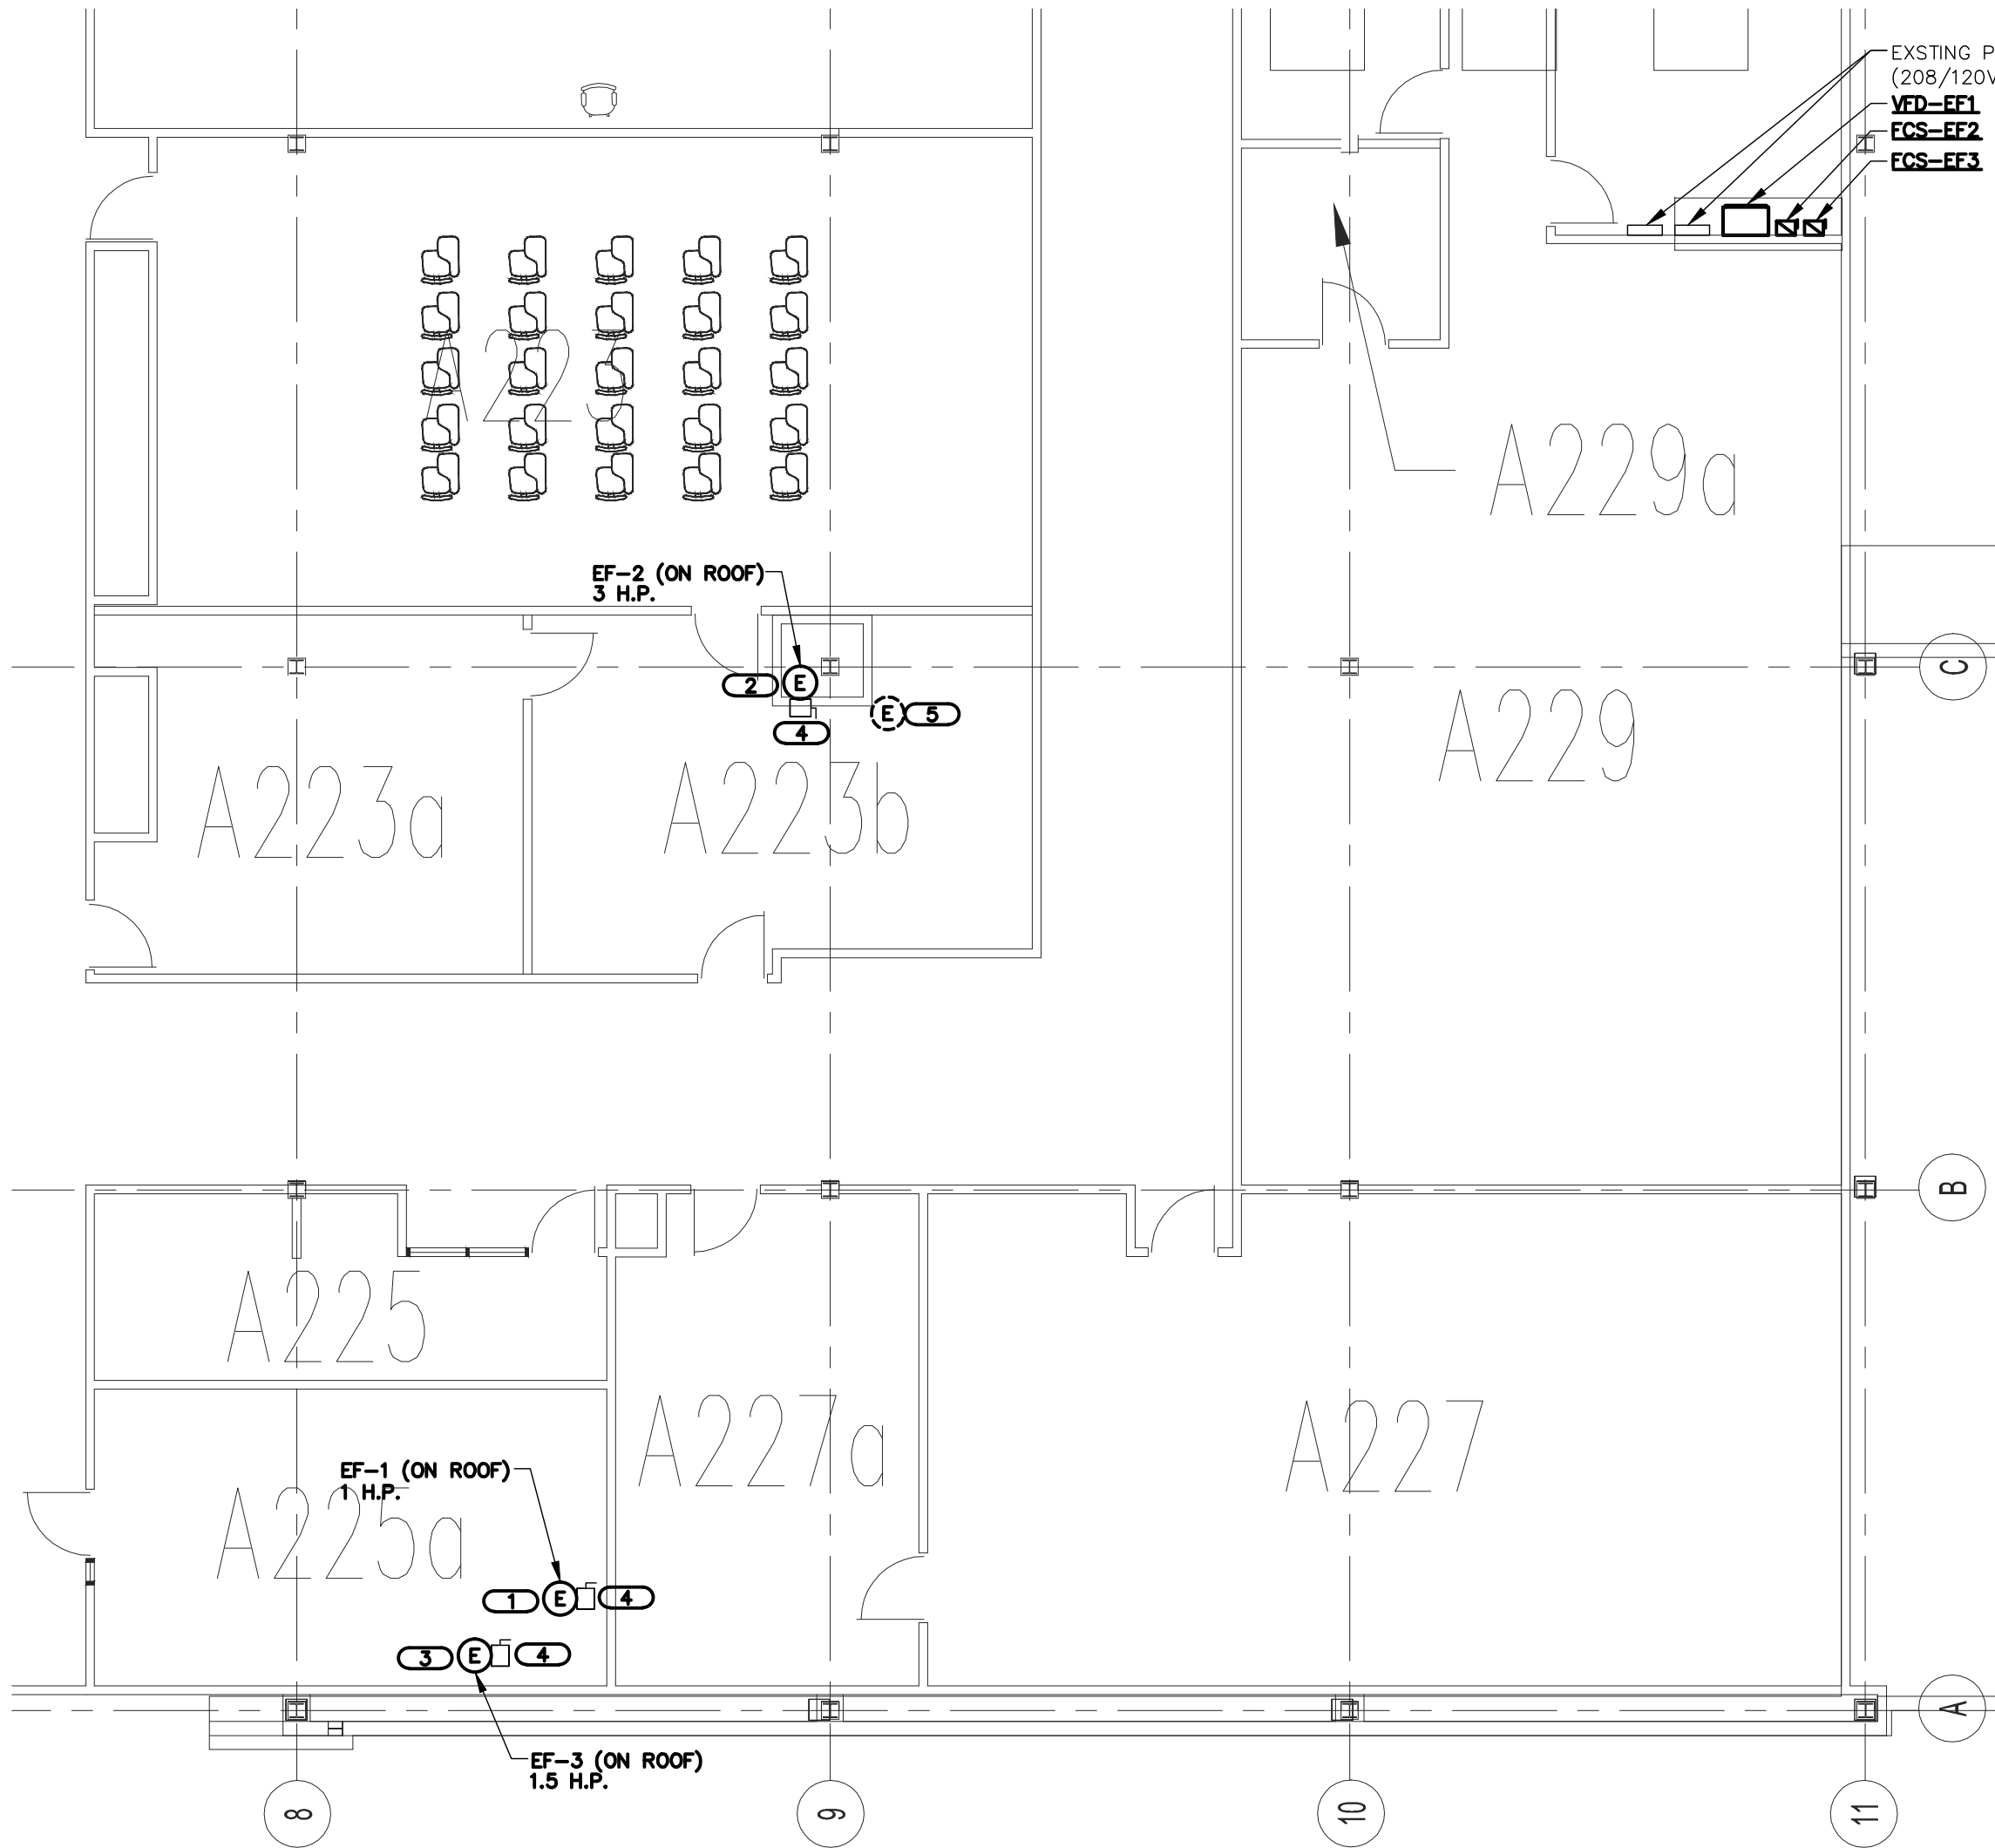 EXSTING P
(208/120V
VFD-EF1
FCS-EF2
FCS-EF3
A223
A229a
EF-2 (ON ROOF)
3 H.P.
2
E
4
E
5
C
A229
A223a
A223b
B
A225
A227a
A227
EF-1 (ON ROOF)
1 H.P.
A225a
1
E
4
3
E
4
A
EF-3 (ON ROOF)
1.5 H.P.
8
9
10
11